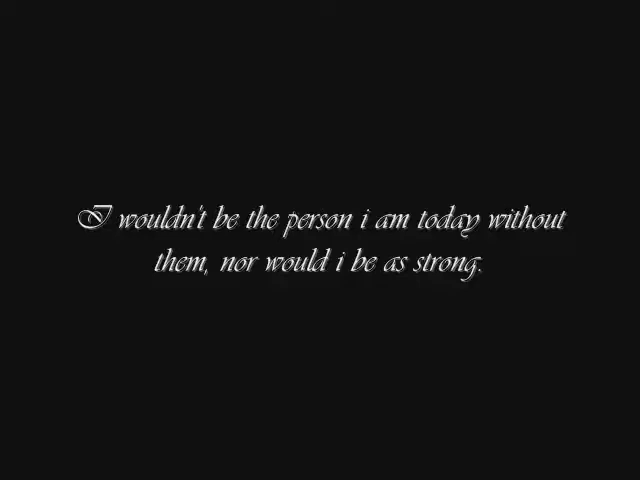 I wouldn't be the person i am today without
them, nor would i be as strong.